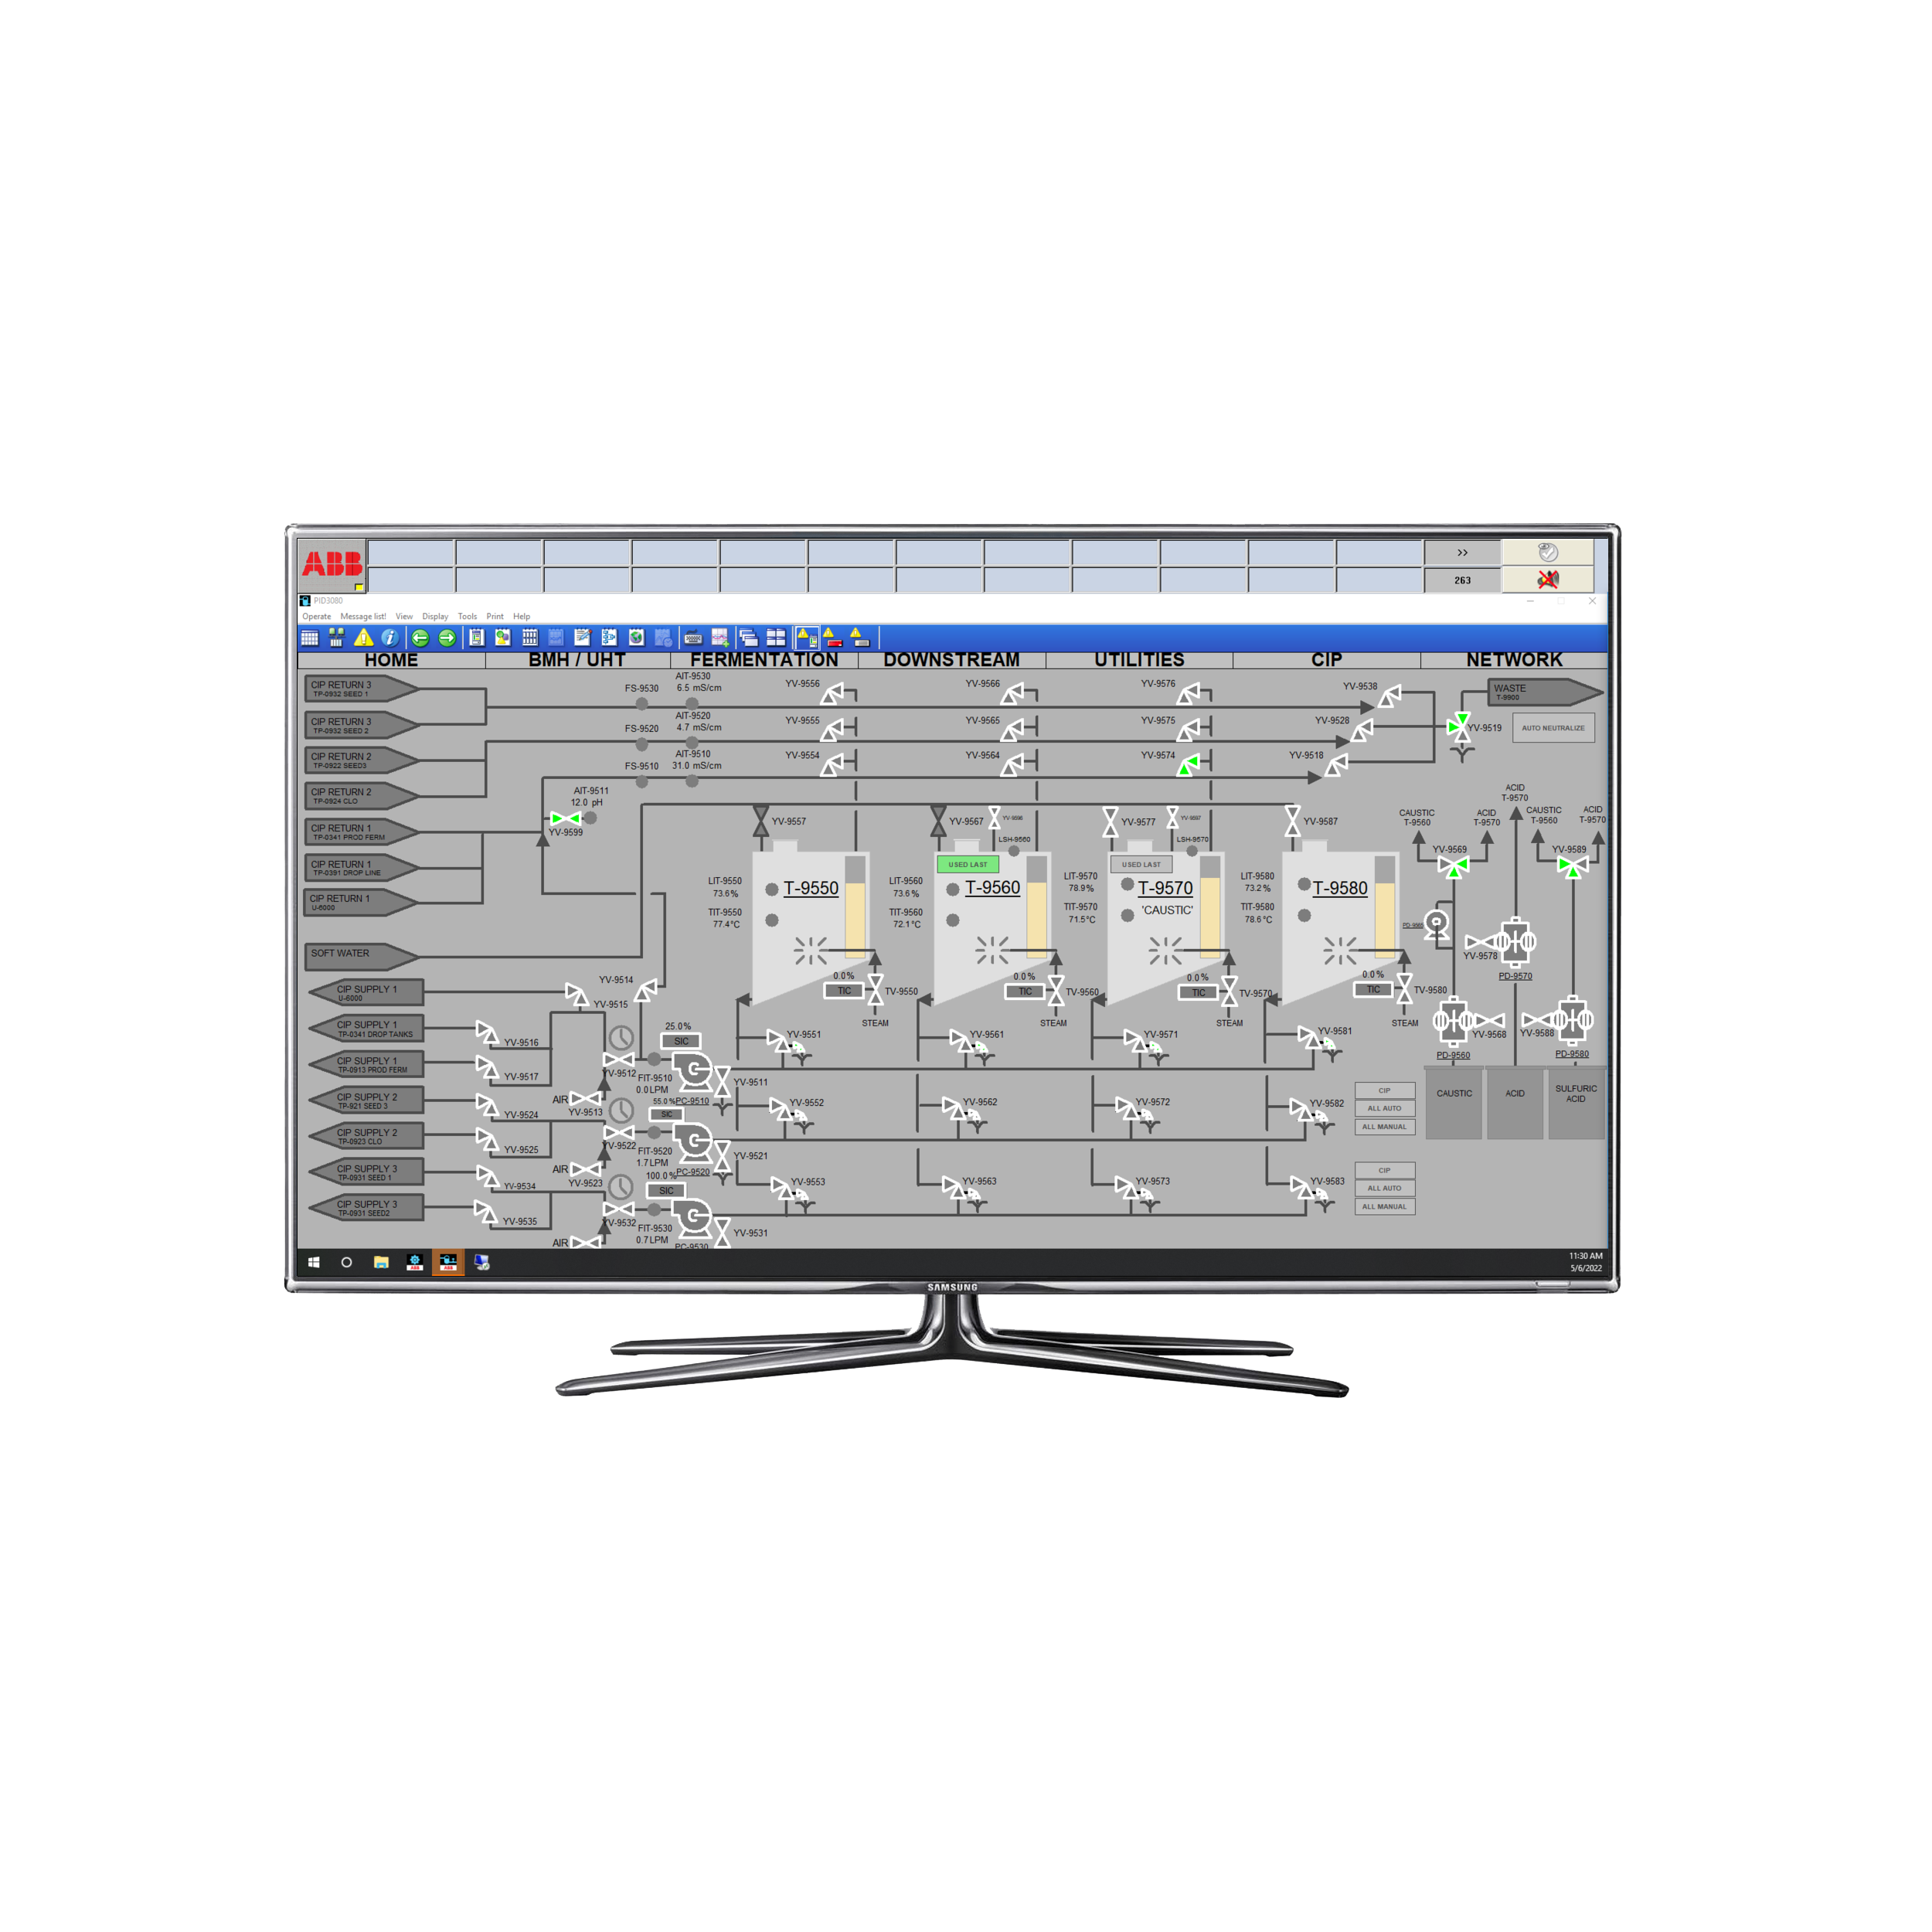 ABB
>>
263
PID3080
Operate Message list! View Display Tools Print Help
HOME BMH / UHT FERMENTATION DOWNSTREAM UTILITIES CIP NETWORK
CIP RETURN 3
TP-0932 SEED 1
CIP RETURN 3
TP-0932 SEED 2
CIP RETURN 2
TP-0922 SEED3
CIP RETURN 2
TP-0924 CLO
CIP RETURN 1
TP-0341 PROD FERM
CIP RETURN 1
TP-0391 DROP LINE
CIP RETURN 1
U-6000
SOFT WATER
CIP SUPPLY 1
U-6000
CIP SUPPLY 1
TP-0341 DROP TANKS
CIP SUPPLY 1
TP-0913 PROD FERM
CIP SUPPLY 2
TP-921 SEED 3
CIP SUPPLY 2
TP-0923 CLO
CIP SUPPLY 3
TP-0931 SEED 1
CIP SUPPLY 3
TP-0931 SEED2
FS-9530
AIT-9530
6.5 mS/cm
FS-9520
AIT-9520
4.7 mS/cm
FS-9510
AIT-9510
31.0 mS/cm
AIT-9511
12.0 pH
YV-9599
YV-9556
YV-9566
YV-9576
YV-9538
YV-9555
YV-9565
YV-9575
YV-9528
YV-9554
YV-9564
YV-9574
YV-9518
WASTE
T-9900
YV-9519
AUTO NEUTRALIZE
YV-9557
YV-9567
YV-9577
YV-9587
LSH-9560
LSH-9570
LIT-9550
73.6%
TIT-9550
77.4°C
T-9550
0.0%
TIC
TV-9550
STEAM
USED LAST
LIT-9560
73.6%
TIT-9560
72.1°C
T-9560
0.0%
TIC
TV-9560
STEAM
USED LAST
LIT-9570
78.9%
TIT-9570
71.5°C
T-9570
'CAUSTIC'
0.0%
TIC
TV-9570
STEAM
LIT-9580
73.2%
TIT-9580
78.6°C
T-9580
0.0%
TIC
TV-9580
STEAM
ACID
T-9570
CAUSTIC
T-9560
ACID
T-9570
CAUSTIC
T-9560
ACID
T-9570
YV-9569
YV-9589
YV-9578
PD-9570
YV-9568
PD-9560
YV-9588
PD-9580
CAUSTIC
ACID
SULFURIC
ACID
YV-9514
YV-9515
YV-9516
YV-9517
YV-9524
YV-9525
YV-9534
YV-9535
25.0%
SIC
YV-9512
FIT-9510
0.0 LPM
AIR
YV-9513
YV-9511
55.0%
PC-9510
SIC
YV-9522
FIT-9520
1.7 LPM
AIR
YV-9523
YV-9521
100.0%
PC-9520
SIC
YV-9532
FIT-9530
0.7 LPM
AIR
YV-9531
PC-9530
YV-9551
YV-9561
YV-9571
YV-9581
YV-9552
YV-9562
YV-9572
YV-9582
YV-9553
YV-9563
YV-9573
YV-9583
CIP
ALL AUTO
ALL MANUAL
CIP
ALL AUTO
ALL MANUAL
11:30 AM
5/6/2022
SAMSUNG